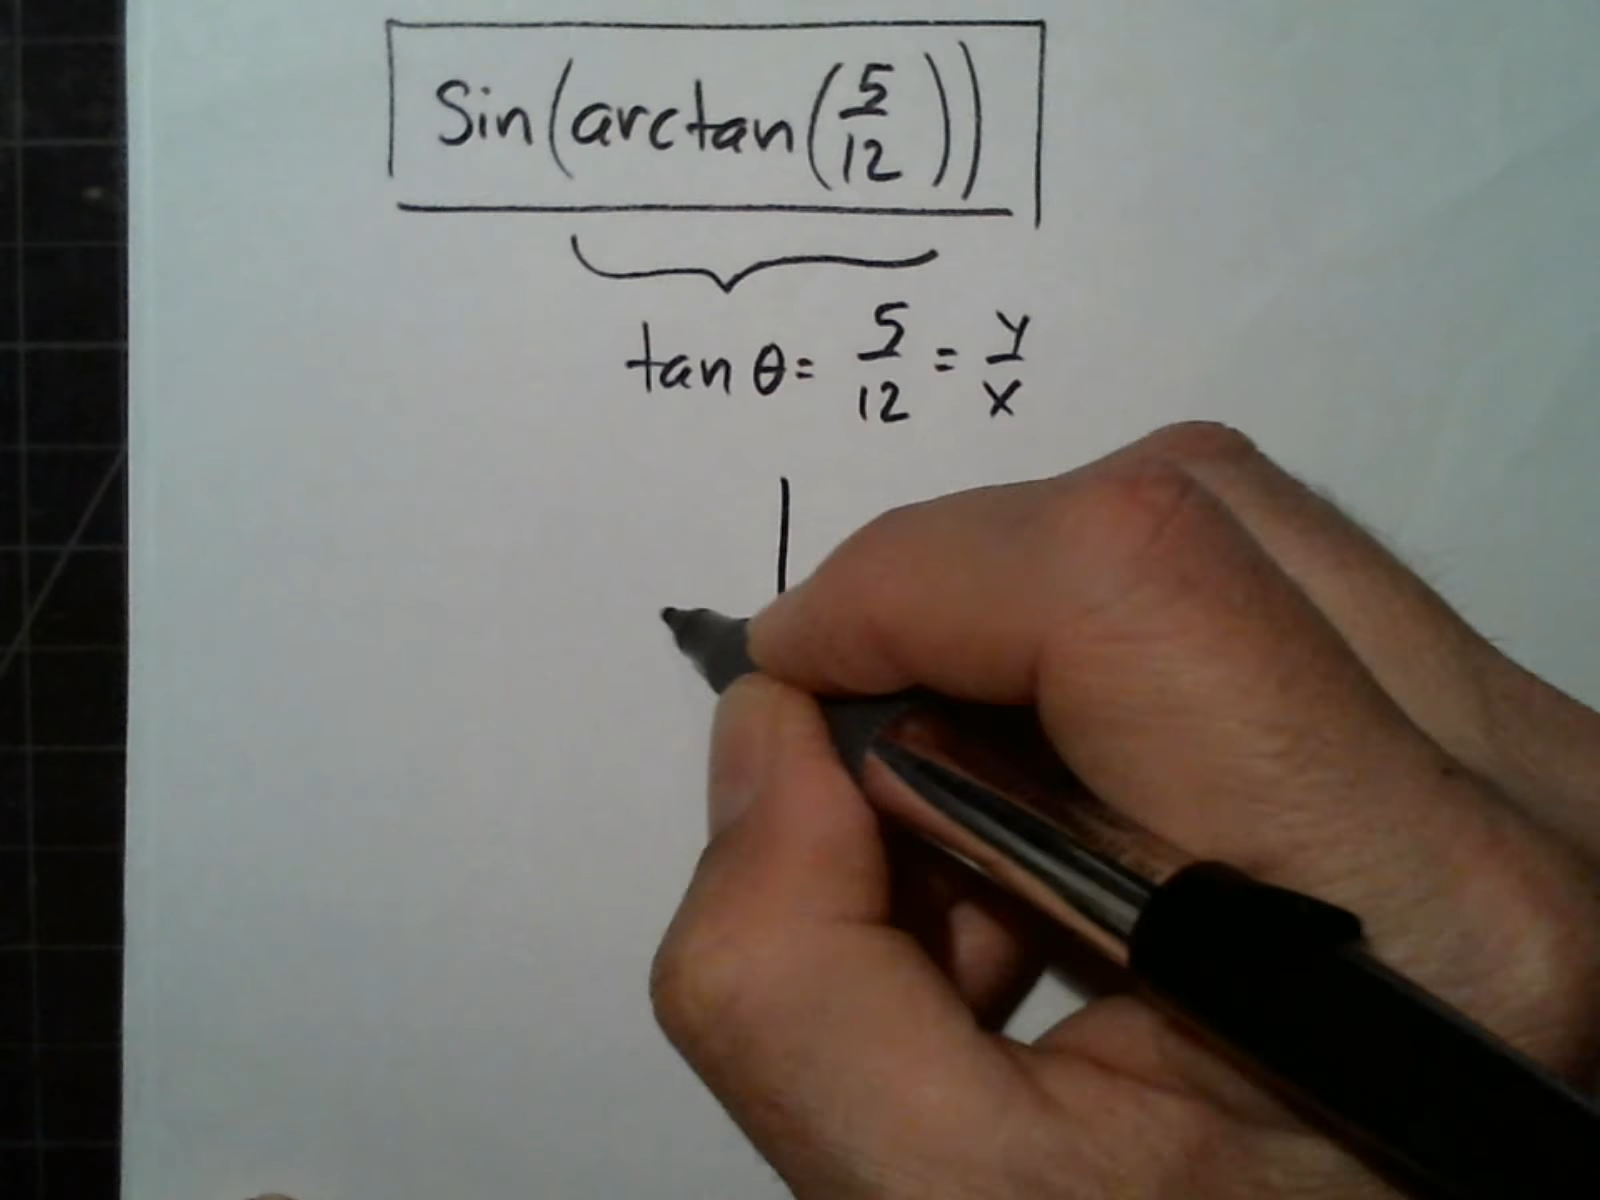 Sin(arctan(5/12))
tan θ = 5/12 = y/x